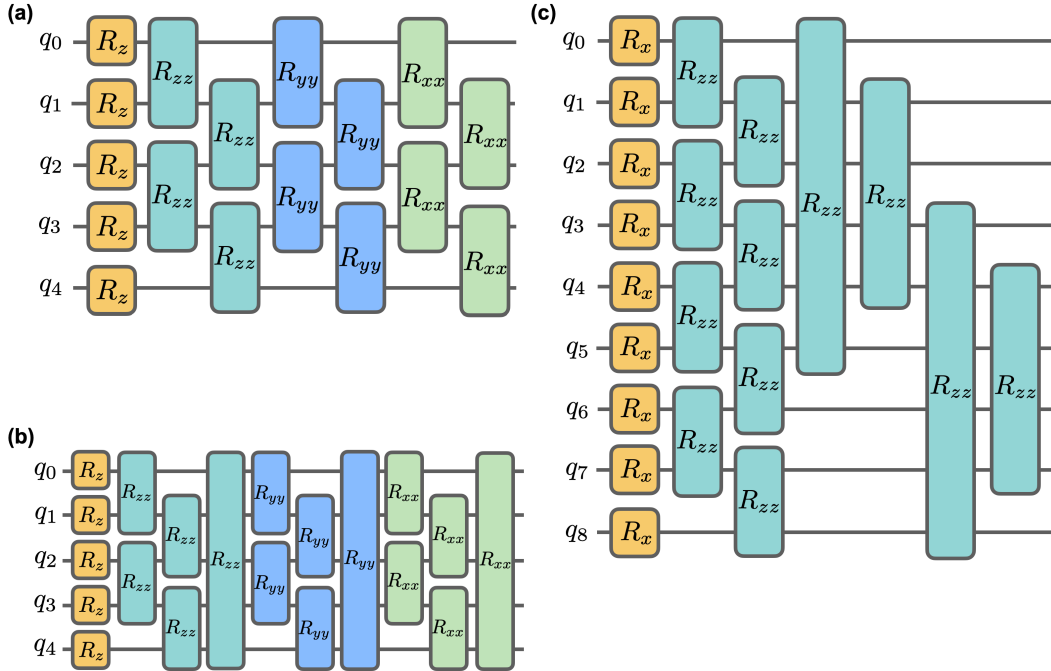 (a)
q0 Rz Rzz Ryy Rxx
q1 Rz Rzz Ryy Rxx
q2 Rz Rzz Ryy Rxx
q3 Rz Rzz Ryy Rxx
q4 Rz
(b)
q0 Rz Rzz Ryy Rxx
q1 Rz Rzz Ryy Rxx
q2 Rz Rzz Rzz Ryy Ryy Rxx Rxx
q3 Rz Rzz Ryy Rxx
q4 Rz
(c)
q0 Rx Rzz
q1 Rx Rzz
q2 Rx Rzz
q3 Rx Rzz Rzz Rzz
q4 Rx Rzz
q5 Rx Rzz
q6 Rx Rzz Rzz Rzz
q7 Rx Rzz
q8 Rx Rzz